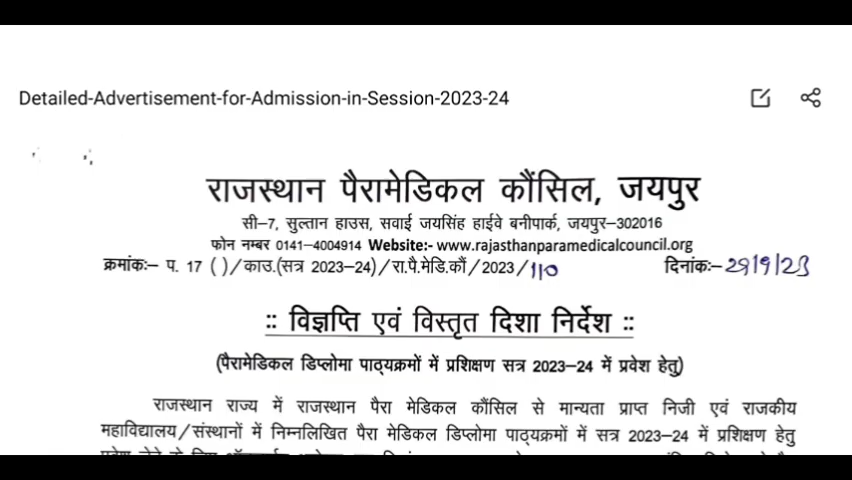 Detailed-Advertisement-for-Admission-in-Session-2023-24
राजस्थान पैरामेडिकल कौंसिल, जयपुर
सी–7, सुल्तान हाउस, सवाई जयसिंह हाईवे बनीपार्क, जयपुर–302016
फोन नम्बर 0141-4004914 Website:- www.rajasthanparamedicalcouncil.org
क्रमांकः– प. 17 ( )/काउ.(सत्र 2023–24)/रा.पै.मेडि.कौं/2023/110
दिनांकः–29/9/23
:: विज्ञप्ति एवं विस्तृत दिशा निर्देश ::
(पैरामेडिकल डिप्लोमा पाठ्यक्रमों में प्रशिक्षण सत्र 2023–24 में प्रवेश हेतु)
राजस्थान राज्य में राजस्थान पैरा मेडिकल कौंसिल से मान्यता प्राप्त निजी एवं राजकीय
महाविद्यालय/संस्थानों में निम्नलिखित पैरा मेडिकल डिप्लोमा पाठ्यक्रमों में सत्र 2023–24 में प्रशिक्षण हेतु